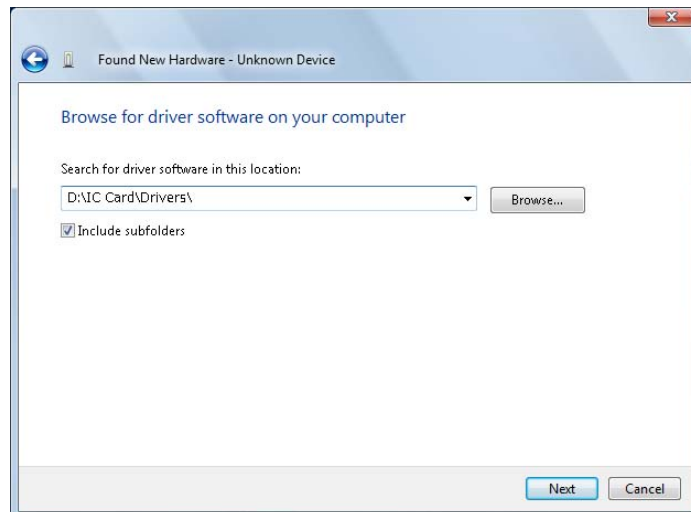 Found New Hardware - Unknown Device
Browse for driver software on your computer
Search for driver software in this location:
D:\IC Card\Drivers\
Browse...
Include subfolders
Next
Cancel